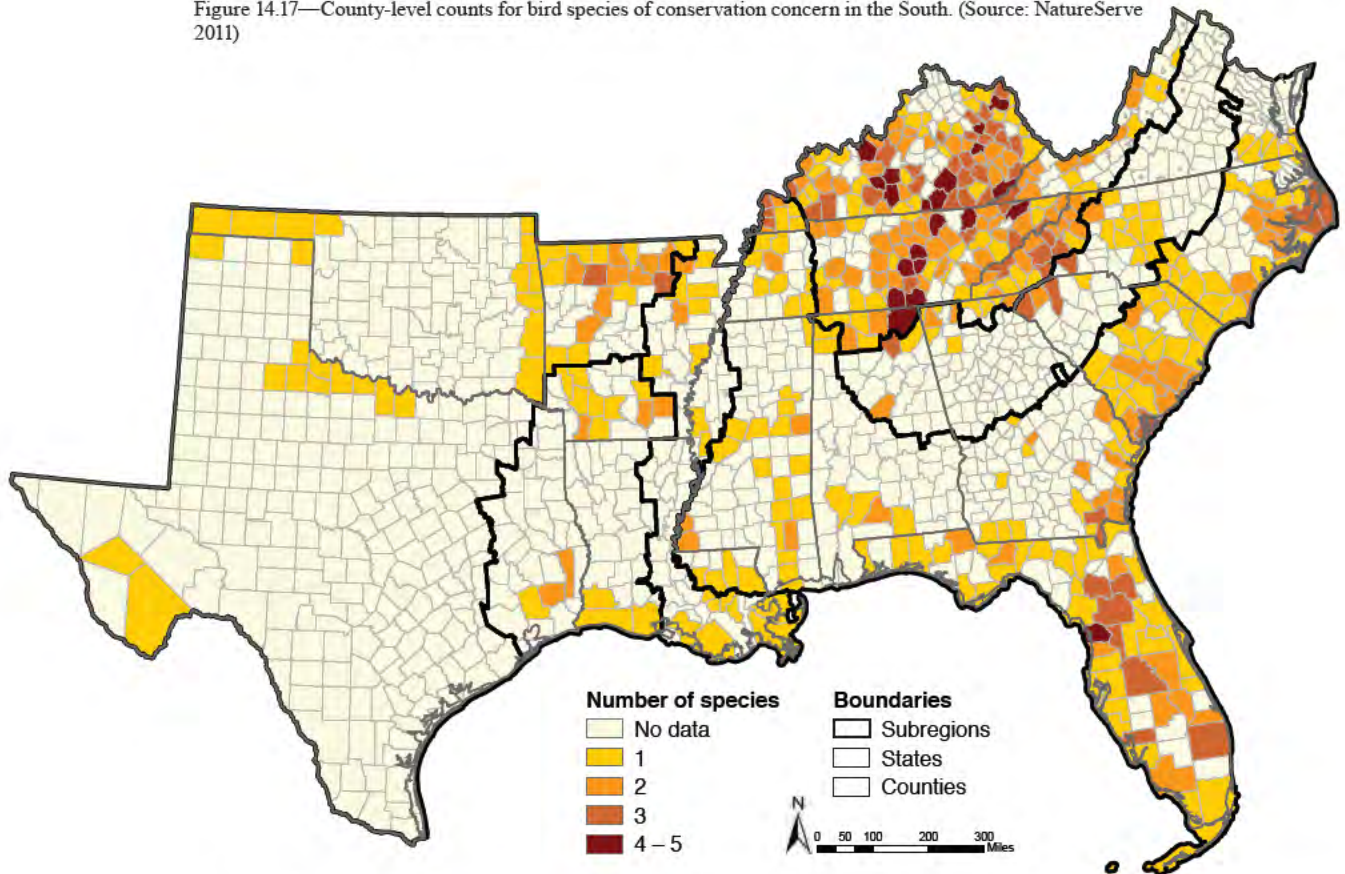 Figure 14.17—County-level counts for bird species of conservation concern in the South. (Source: NatureServe
2011)
Number of species
No data
1
2
3
4 – 5
Boundaries
Subregions
States
Counties
N
0 50 100 200 300
Miles